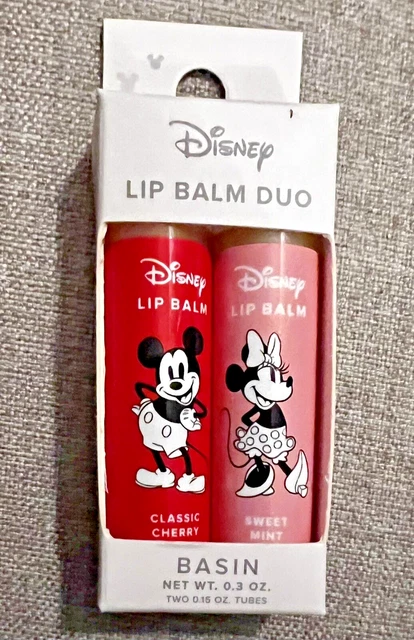 Disney
LIP BALM DUO
Disney
LIP BALM
CLASSIC
CHERRY
Disney
LIP BALM
SWEET
MINT
BASIN
NET WT. 0.3 OZ.
TWO 0.15 OZ. TUBES